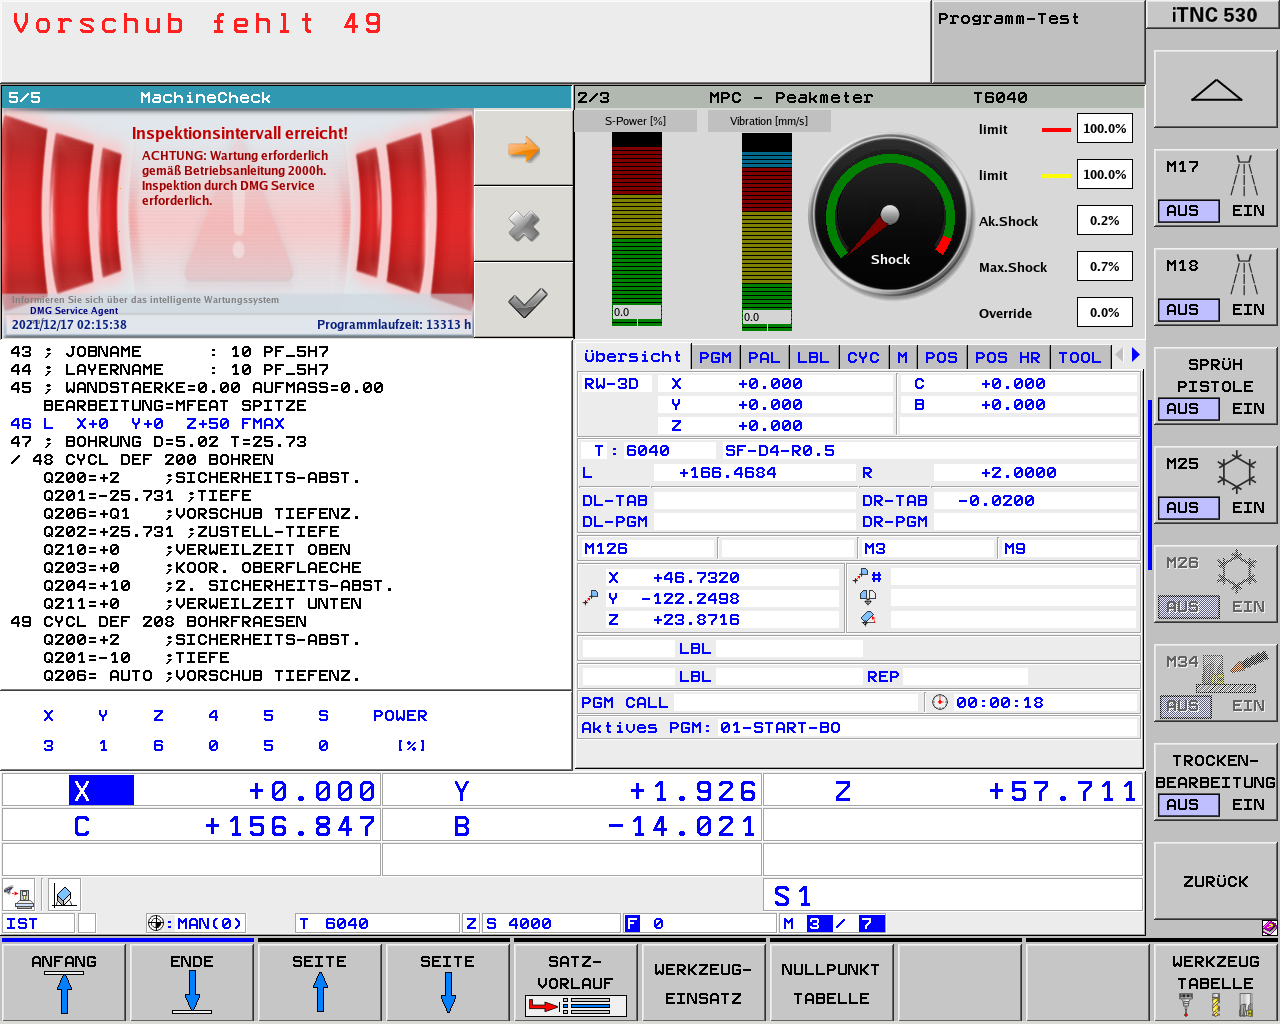 Vorschub fehlt 49
Programm-Test
iTNC 530
5/5 MachineCheck
Inspektionsintervall erreicht!
ACHTUNG: Wartung erforderlich
gemäß Betriebsanleitung 2000h.
Inspektion durch DMG Service
erforderlich.
Informieren Sie sich über das intelligente Wartungssystem
DMG Service Agent
2021/12/17 02:15:38 Programmlaufzeit: 13313 h
2/3 MPC - Peakmeter T6040
S-Power [%] Vibration [mm/s]
0.0 0.0
Shock
limit 100.0%
limit 100.0%
Ak.Shock 0.2%
Max.Shock 0.7%
Override 0.0%
43 ; JOBNAME : 10 PF_5H7
44 ; LAYERNAME : 10 PF_5H7
45 ; WANDSTAERKE=0.00 AUFMASS=0.00
BEARBEITUNG=MFEAT SPITZE
46 L X+0 Y+0 Z+50 FMAX
47 ; BOHRUNG D=5.02 T=25.73
/ 48 CYCL DEF 200 BOHREN
Q200=+2 ;SICHERHEITS-ABST.
Q201=-25.731 ;TIEFE
Q206=+Q1 ;VORSCHUB TIEFENZ.
Q202=+25.731 ;ZUSTELL-TIEFE
Q210=+0 ;VERWEILZEIT OBEN
Q203=+0 ;KOOR. OBERFLAECHE
Q204=+10 ;2. SICHERHEITS-ABST.
Q211=+0 ;VERWEILZEIT UNTEN
49 CYCL DEF 208 BOHRFRAESEN
Q200=+2 ;SICHERHEITS-ABST.
Q201=-10 ;TIEFE
Q206= AUTO ;VORSCHUB TIEFENZ.
X Y Z 4 5 S POWER
3 1 6 0 5 0 [%]
Übersicht PGM PAL LBL CYC M POS POS HR TOOL
RW-3D X +0.000 C +0.000
Y +0.000 B +0.000
Z +0.000
T : 6040 SF-D4-R0.5
L +166.4684 R +2.0000
DL-TAB DR-TAB -0.0200
DL-PGM DR-PGM
M126 M3 M9
X +46.7320 #
Y -122.2498
Z +23.8716
LBL
LBL REP
PGM CALL 00:00:18
Aktives PGM: 01-START-BO
X +0.000 Y +1.926 Z +57.711
C +156.847 B -14.021
S1
IST :MAN(0) T 6040 Z S 4000 F 0 M 3 / 7
M17
AUS EIN
M18
AUS EIN
SPRÜH
PISTOLE
AUS EIN
M25
AUS EIN
M26
AUS EIN
M34
AUS EIN
TROCKEN-
BEARBEITUNG
AUS EIN
ZURÜCK
ANFANG
ENDE
SEITE
SEITE
SATZ-
VORLAUF
WERKZEUG-
EINSATZ
NULLPUNKT
TABELLE
WERKZEUG
TABELLE